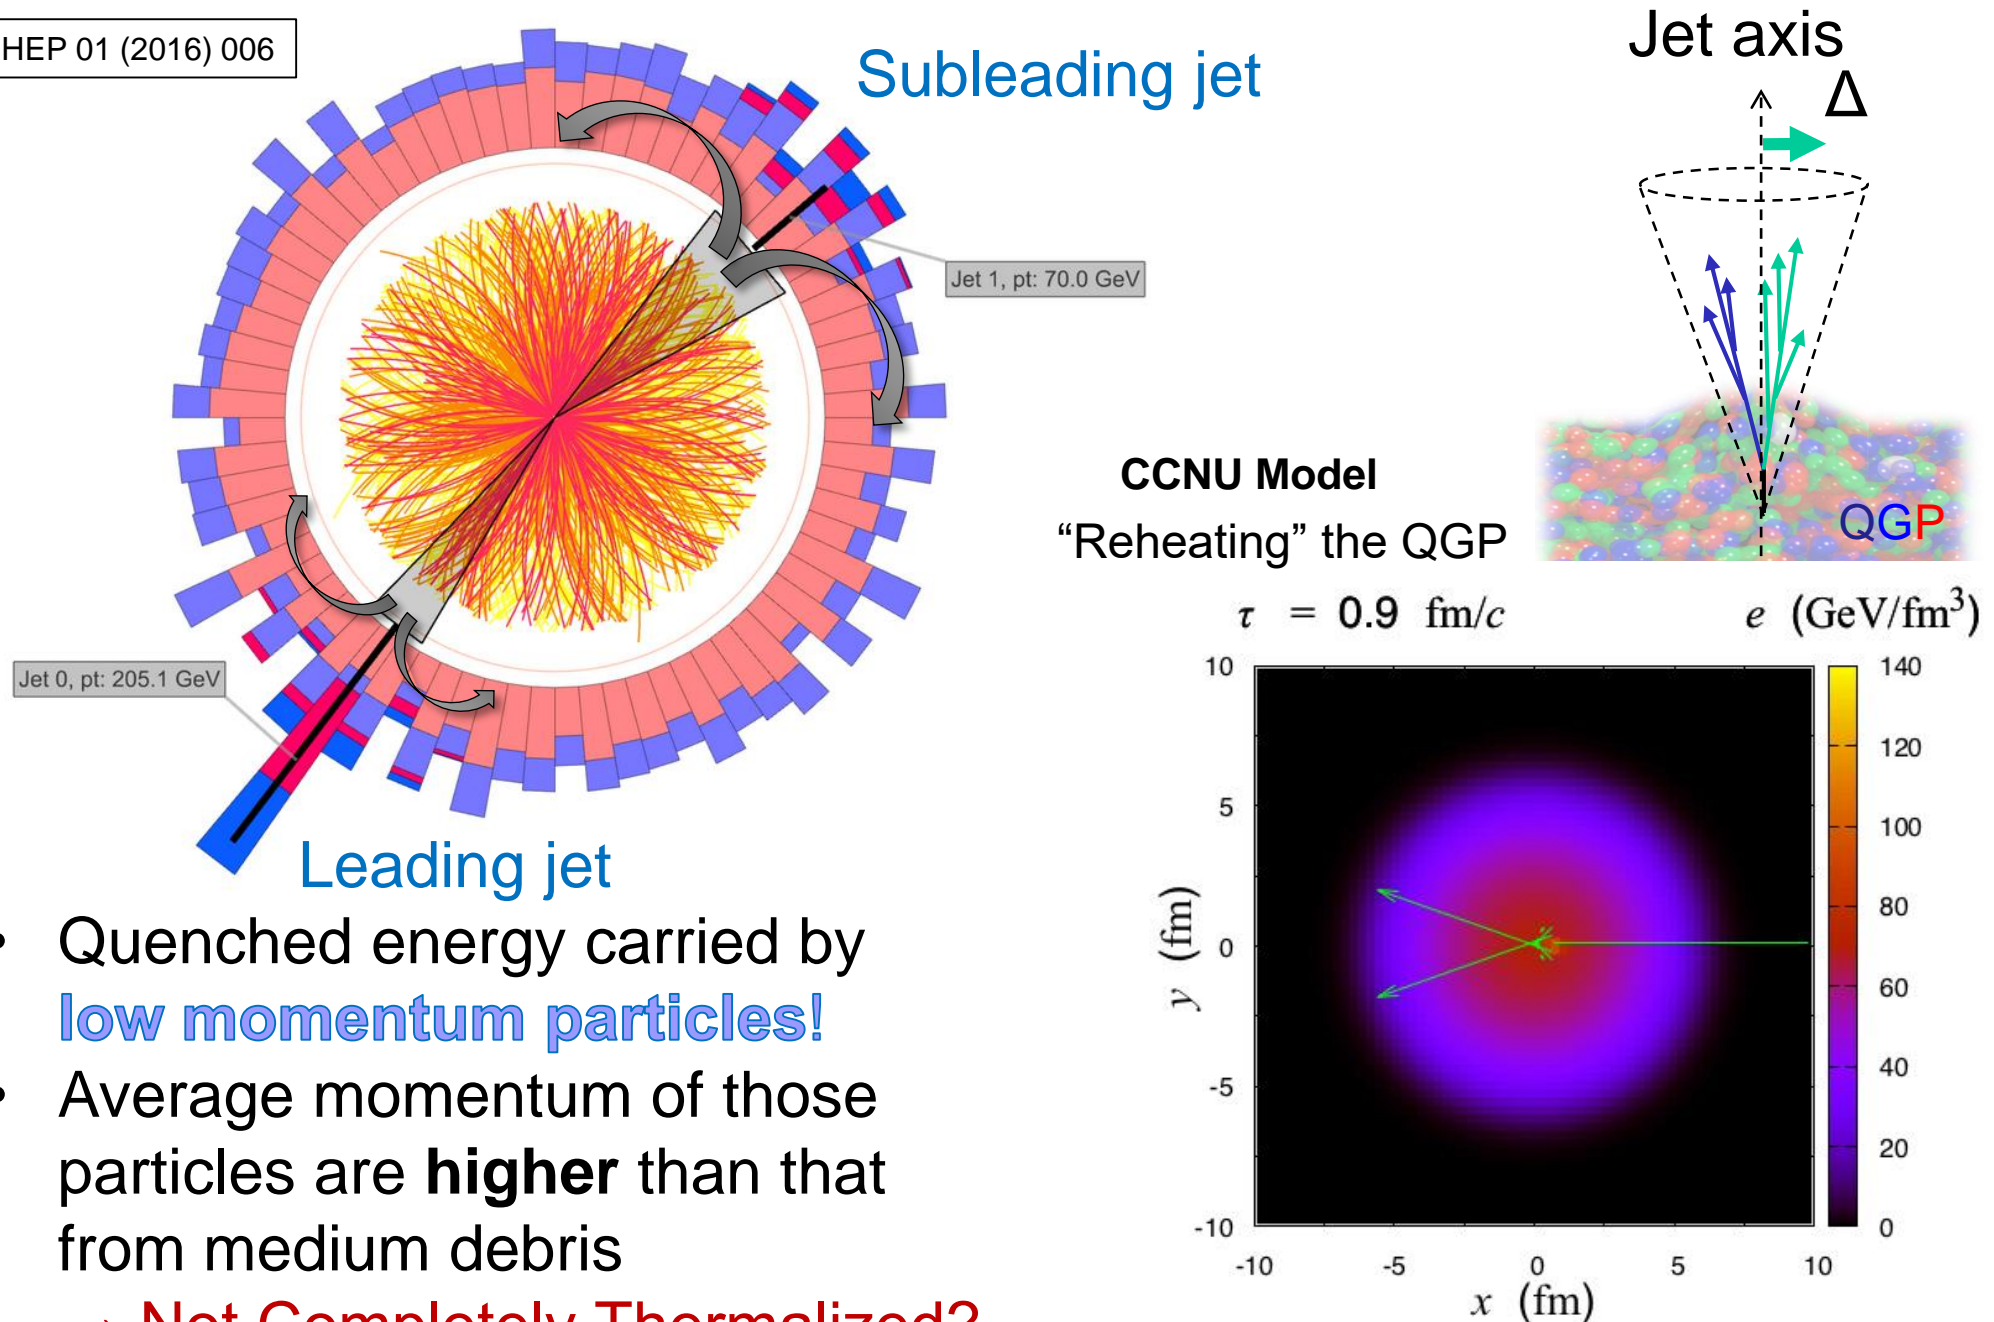 HEP 01 (2016) 006
Subleading jet
Jet axis
Δ
Jet 1, pt: 70.0 GeV
CCNU Model
“Reheating” the QGP
QGP
Jet 0, pt: 205.1 GeV
Leading jet
• Quenched energy carried by
low momentum particles!
• Average momentum of those
particles are higher than that
from medium debris
Not Completely Thermalized?
τ = 0.9 fm/c
e (GeV/fm³)
10
5
0
-5
-10
y (fm)
-10 -5 0 5 10
x (fm)
140
120
100
80
60
40
20
0